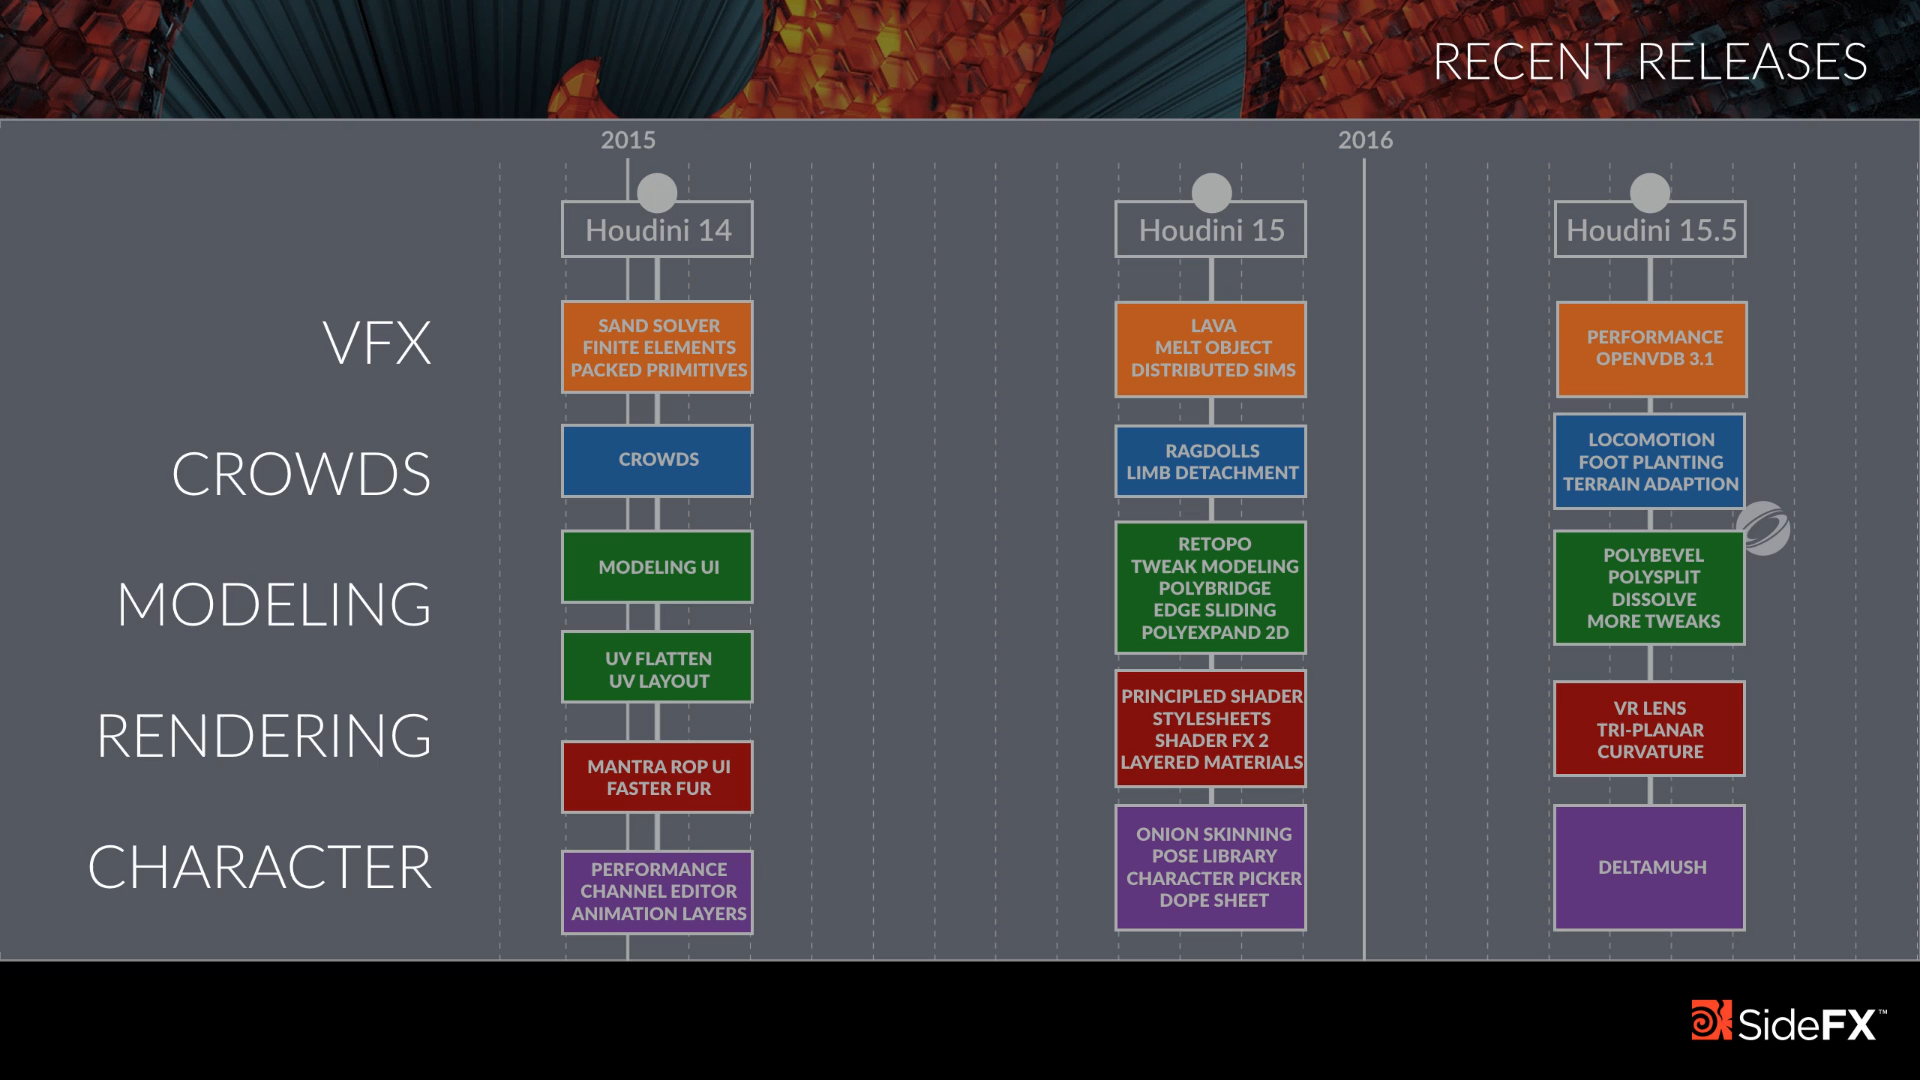 RECENT RELEASES
2015
2016
Houdini 14
Houdini 15
Houdini 15.5
VFX
SAND SOLVER
FINITE ELEMENTS
PACKED PRIMITIVES
LAVA
MELT OBJECT
DISTRIBUTED SIMS
PERFORMANCE
OPENVDB 3.1
CROWDS
CROWDS
RAGDOLLS
LIMB DETACHMENT
LOCOMOTION
FOOT PLANTING
TERRAIN ADAPTION
MODELING
MODELING UI
UV FLATTEN
UV LAYOUT
RETOPO
TWEAK MODELING
POLYBRIDGE
EDGE SLIDING
POLYEXPAND 2D
POLYBEVEL
POLYSPLIT
DISSOLVE
MORE TWEAKS
RENDERING
MANTRA ROP UI
FASTER FUR
PRINCIPLED SHADER
STYLESHEETS
SHADER FX 2
LAYERED MATERIALS
VR LENS
TRI-PLANAR
CURVATURE
CHARACTER
PERFORMANCE
CHANNEL EDITOR
ANIMATION LAYERS
ONION SKINNING
POSE LIBRARY
CHARACTER PICKER
DOPE SHEET
DELTAMUSH
SideFX™